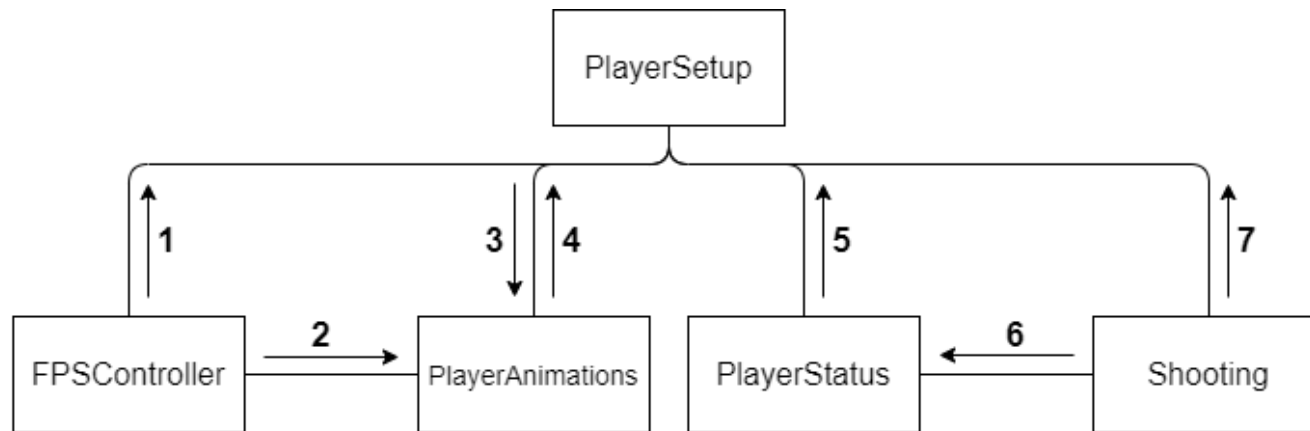 PlayerSetup
1
3
4
5
7
2
6
FPSController
PlayerAnimations
PlayerStatus
Shooting